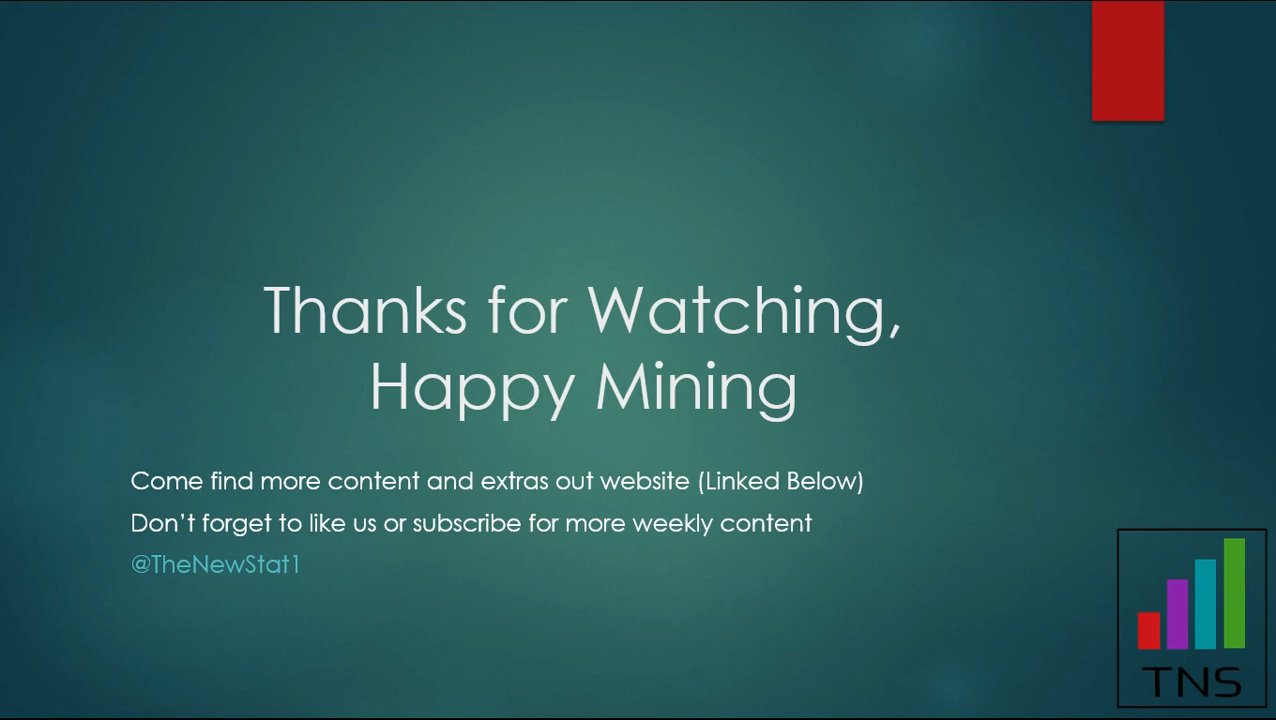 Thanks for Watching,
Happy Mining
Come find more content and extras out website (Linked Below)
Don't forget to like us or subscribe for more weekly content
@TheNewStat1
TNS